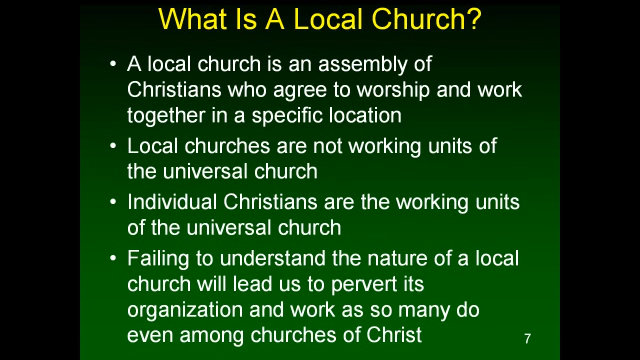 What Is A Local Church?
• A local church is an assembly of
Christians who agree to worship and work
together in a specific location
• Local churches are not working units of
the universal church
• Individual Christians are the working units
of the universal church
• Failing to understand the nature of a local
church will lead us to pervert its
organization and work as so many do
even among churches of Christ
7